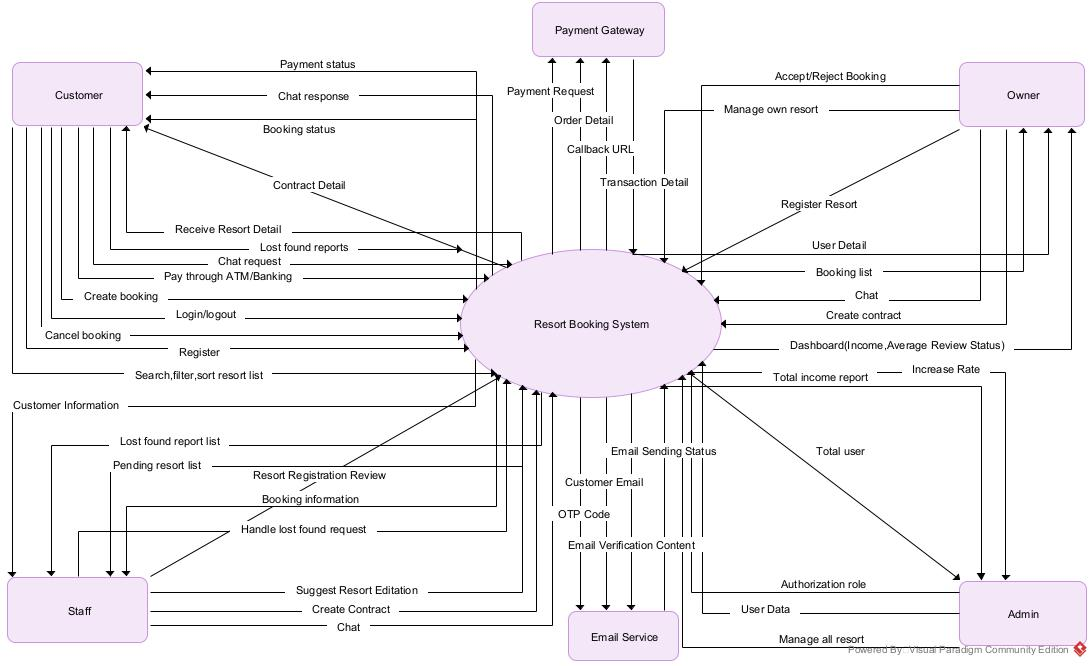 Payment Gateway
Customer
Owner
Payment status
Accept/Reject Booking
Payment Request
Chat response
Manage own resort
Order Detail
Booking status
Callback URL
Transaction Detail
Contract Detail
Register Resort
Receive Resort Detail
Lost found reports
User Detail
Chat request
Booking list
Pay through ATM/Banking
Create booking
Chat
Login/logout
Create contract
Resort Booking System
Cancel booking
Dashboard(Income,Average Review Status)
Register
Increase Rate
Search,filter,sort resort list
Total income report
Customer Information
Lost found report list
Email Sending Status
Total user
Pending resort list
Resort Registration Review
Customer Email
Booking information
OTP Code
Handle lost found request
Email Verification Content
Suggest Resort Editation
Authorization role
Create Contract
User Data
Staff
Admin
Chat
Email Service
Manage all resort
Powered By: Visual Paradigm Community Edition